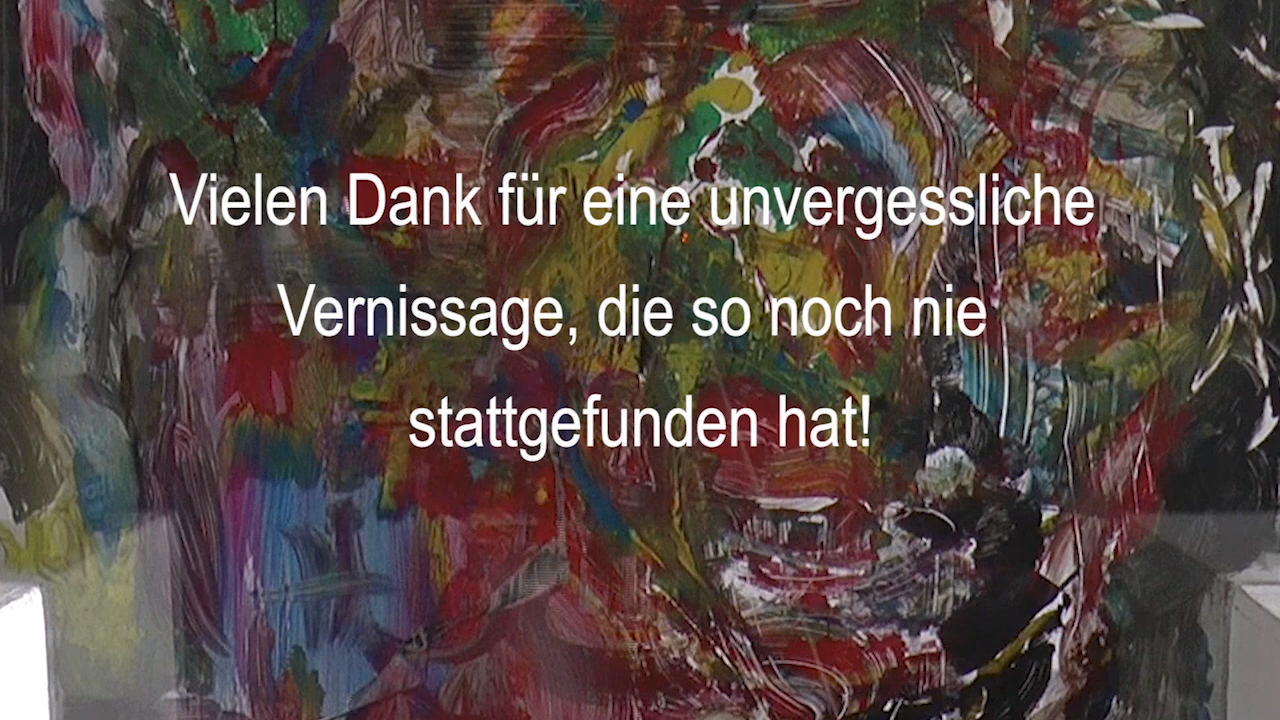 Vielen Dank für eine unvergessliche
Vernissage, die so noch nie
stattgefunden hat!